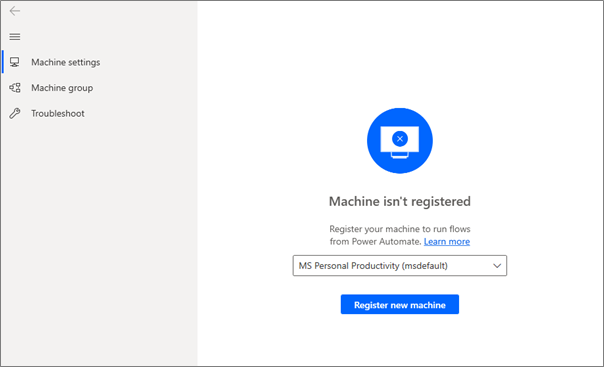 Machine settings
Machine group
Troubleshoot
Machine isn't registered
Register your machine to run flows
from Power Automate. Learn more
MS Personal Productivity (msdefault)
Register new machine